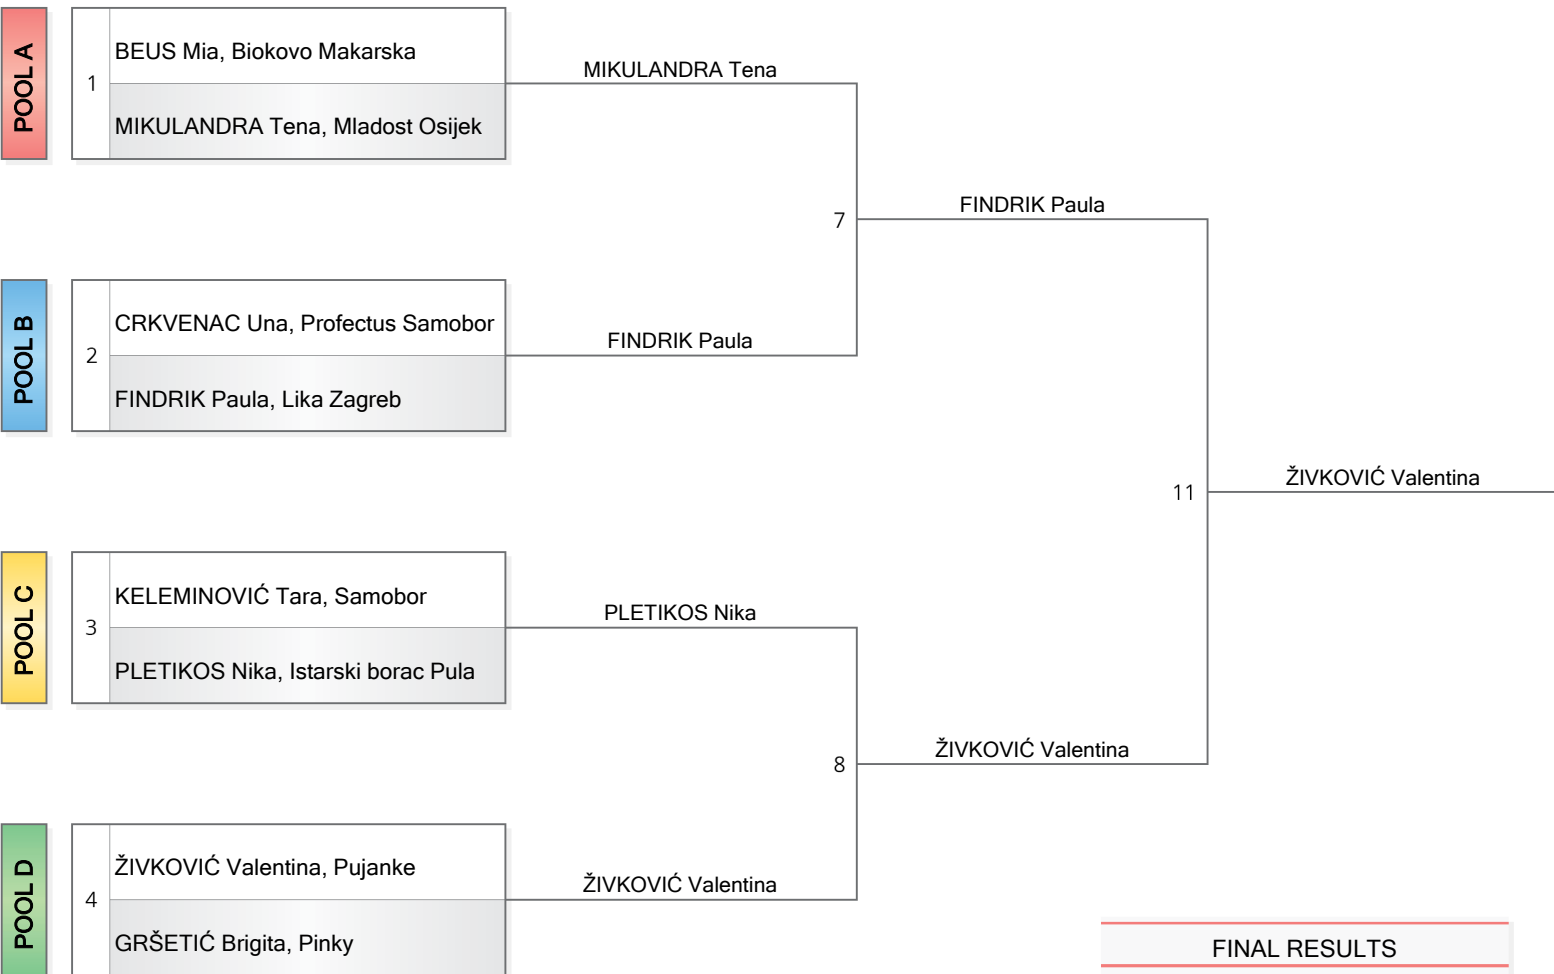 POOL A
1
BEUS Mia, Biokovo Makarska
MIKULANDRA Tena, Mladost Osijek
MIKULANDRA Tena
7
FINDRIK Paula
POOL B
2
CRKVENAC Una, Profectus Samobor
FINDRIK Paula, Lika Zagreb
FINDRIK Paula
11
ŽIVKOVIĆ Valentina
POOL C
3
KELEMINOVIĆ Tara, Samobor
PLETIKOS Nika, Istarski borac Pula
PLETIKOS Nika
8
ŽIVKOVIĆ Valentina
POOL D
4
ŽIVKOVIĆ Valentina, Pujanke
GRŠETIĆ Brigita, Pinky
ŽIVKOVIĆ Valentina
FINAL RESULTS